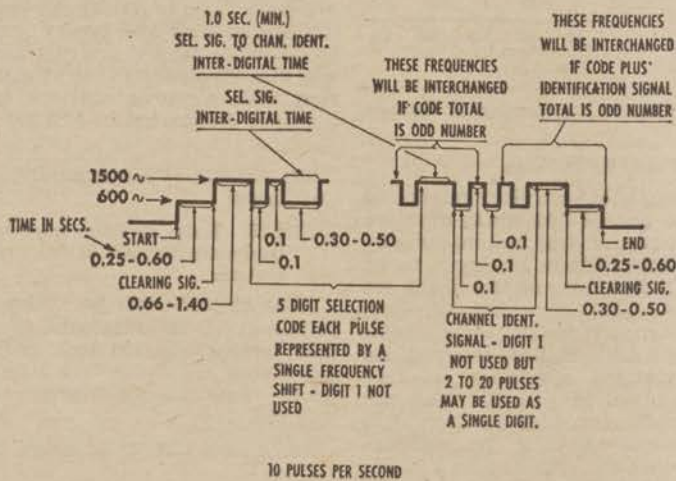 1.0 SEC. (MIN.)
SEL. SIG. TO CHAN. IDENT.
INTER-DIGITAL TIME
SEL. SIG.
INTER-DIGITAL TIME
THESE FREQUENCIES
WILL BE INTERCHANGED
IF CODE TOTAL
IS ODD NUMBER
THESE FREQUENCIES
WILL BE INTERCHANGED
IF CODE PLUS
IDENTIFICATION SIGNAL
TOTAL IS ODD NUMBER
1500 ~
600 ~
TIME IN SECS.
START
0.25-0.60
CLEARING SIG.
0.66-1.40
0.1
0.1
0.30-0.50
5 DIGIT SELECTION
CODE EACH PULSE
REPRESENTED BY A
SINGLE FREQUENCY
SHIFT - DIGIT 1 NOT
USED
0.1
0.1
0.1
CHANNEL IDENT.
SIGNAL - DIGIT 1
NOT USED BUT
2 TO 20 PULSES
MAY BE USED AS
A SINGLE DIGIT.
END
0.25-0.60
CLEARING SIG.
0.30-0.50
10 PULSES PER SECOND